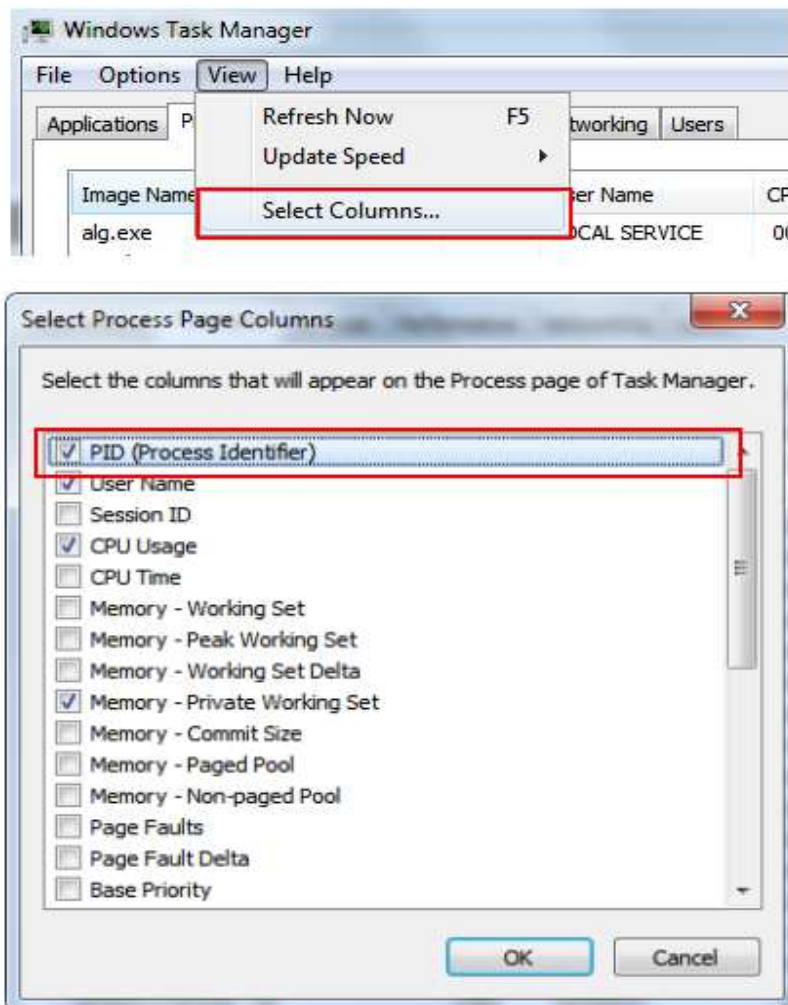 Windows Task Manager
File Options View Help
Applications P tworking Users
Refresh Now F5
Update Speed
Image Name ser Name CP
Select Columns...
alg.exe OCAL SERVICE 00
Select Process Page Columns
Select the columns that will appear on the Process page of Task Manager.
PID (Process Identifier)
User Name
Session ID
CPU Usage
CPU Time
Memory - Working Set
Memory - Peak Working Set
Memory - Working Set Delta
Memory - Private Working Set
Memory - Commit Size
Memory - Paged Pool
Memory - Non-paged Pool
Page Faults
Page Fault Delta
Base Priority
OK Cancel